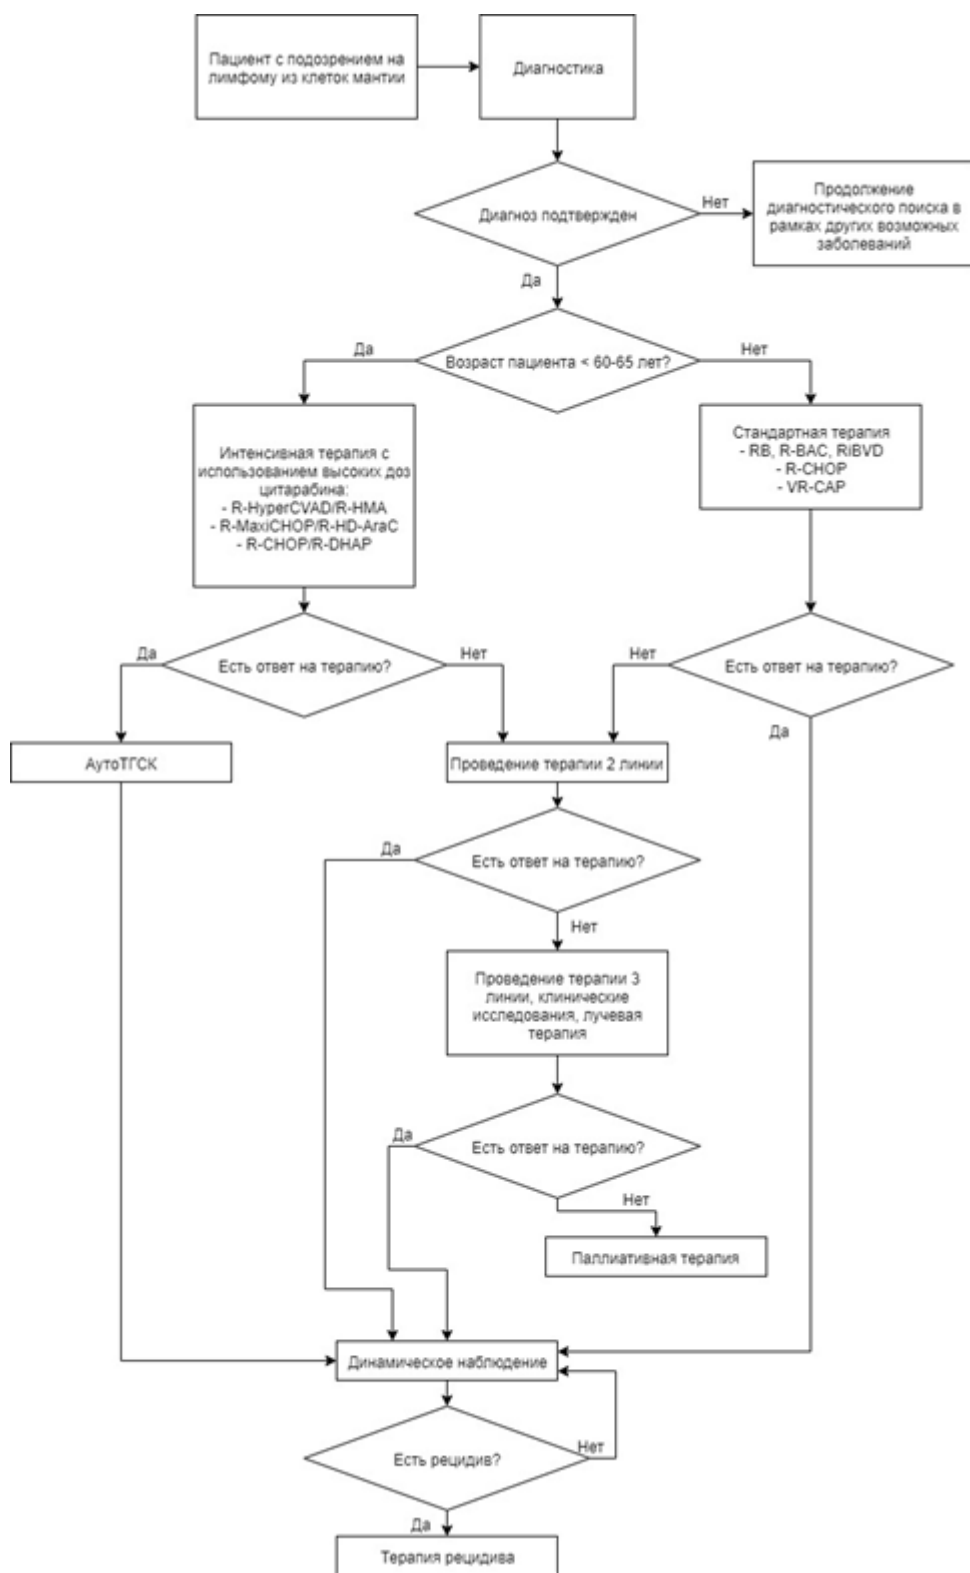 Пациент с подозрением на
лимфому из клеток мантии
Диагностика
Диагноз подтвержден
Нет
Продолжение
диагностического поиска в
рамках других возможных
заболеваний
Да
Возраст пациента < 60-65 лет?
Да
Нет
Интенсивная терапия с
использованием высоких доз
цитарабина:
- R-HyperCVAD/R-HMA
- R-MaxiCHOP/R-HD-AraC
- R-CHOP/R-DHAP
Стандартная терапия
- RB, R-BAC, RiBVD
- R-CHOP
- VR-CAP
Да
Есть ответ на терапию?
Нет
Нет
Есть ответ на терапию?
Да
АутоТГСК
Проведение терапии 2 линии
Да
Есть ответ на терапию?
Нет
Проведение терапии 3
линии, клинические
исследования, лучевая
терапия
Да
Есть ответ на терапию?
Нет
Паллиативная терапия
Динамическое наблюдение
Есть рецидив?
Нет
Да
Терапия рецидива